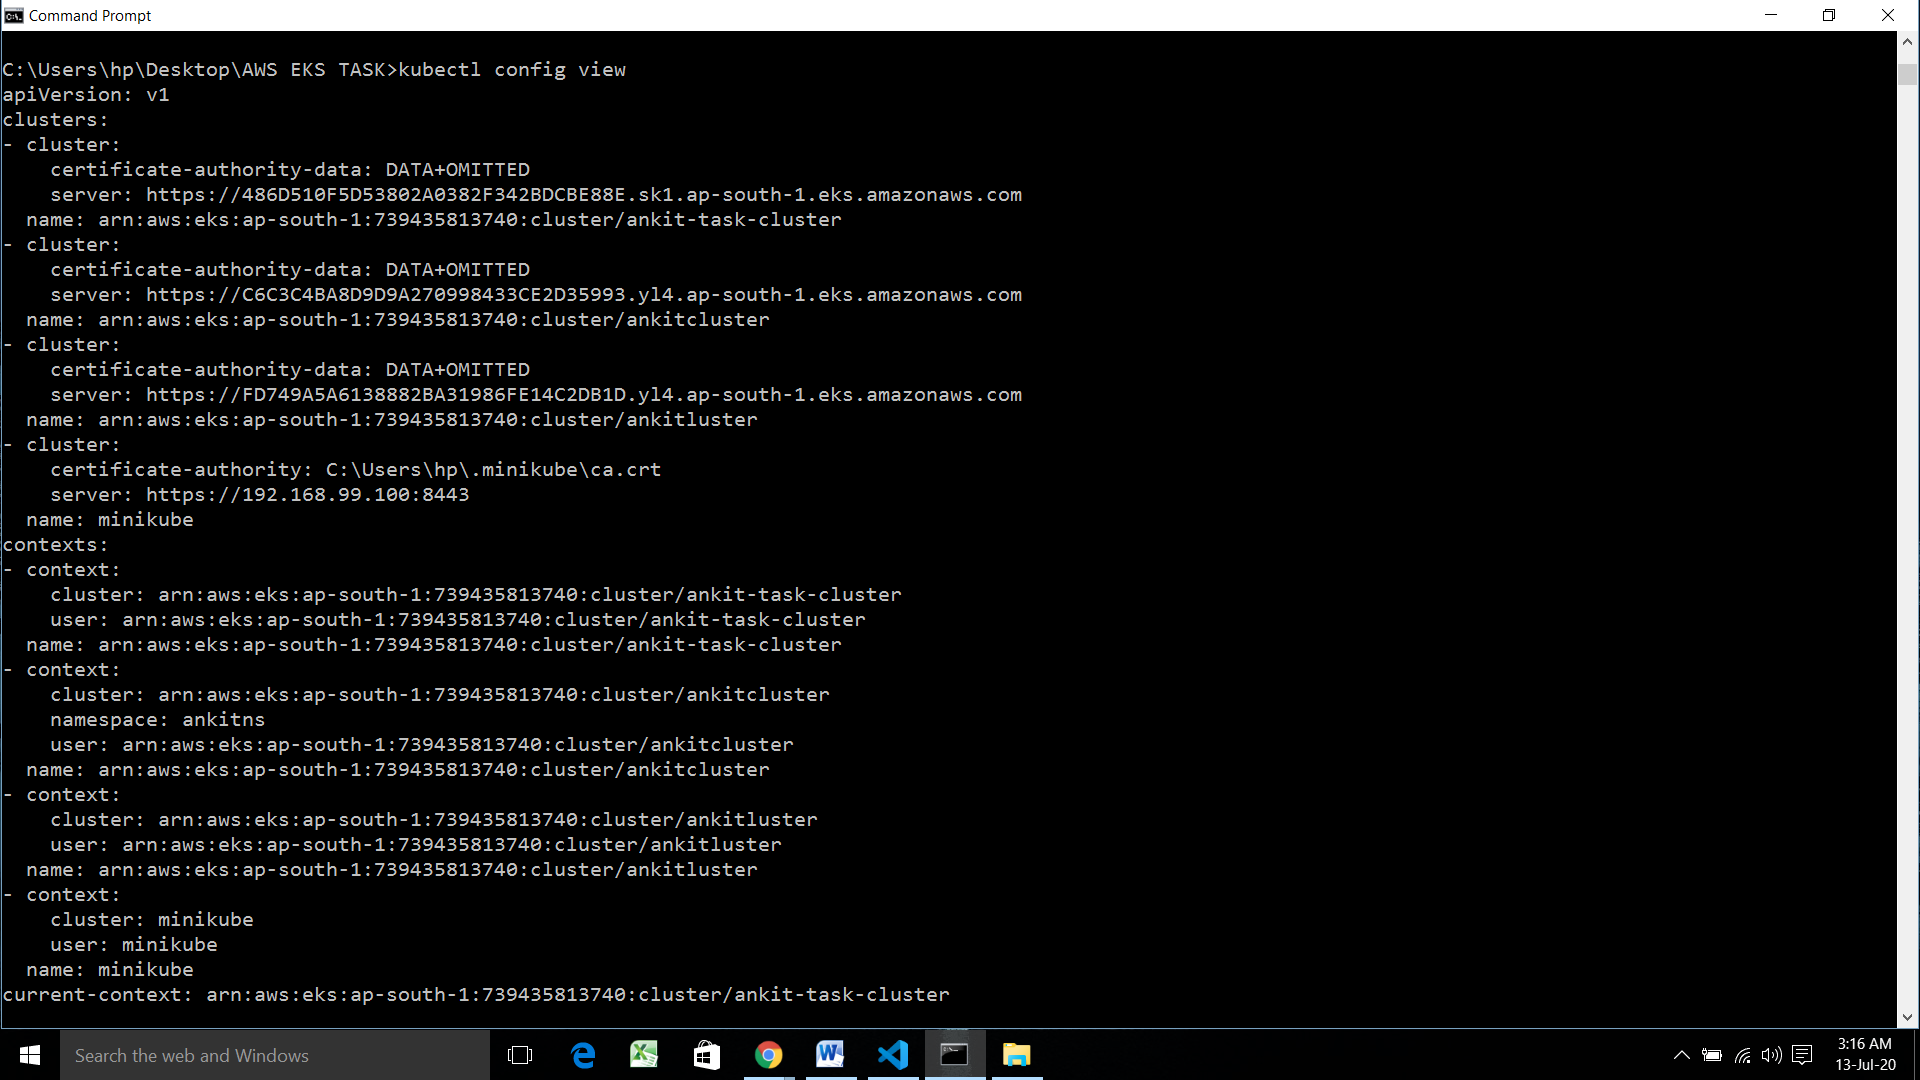 Command Prompt
C:\Users\hp\Desktop\AWS EKS TASK>kubectl config view
apiVersion: v1
clusters:
- cluster:
    certificate-authority-data: DATA+OMITTED
    server: https://486D510F5D53802A0382F342BDCBE88E.sk1.ap-south-1.eks.amazonaws.com
  name: arn:aws:eks:ap-south-1:739435813740:cluster/ankit-task-cluster
- cluster:
    certificate-authority-data: DATA+OMITTED
    server: https://C6C3C4BA8D9D9A270998433CE2D35993.yl4.ap-south-1.eks.amazonaws.com
  name: arn:aws:eks:ap-south-1:739435813740:cluster/ankitcluster
- cluster:
    certificate-authority-data: DATA+OMITTED
    server: https://FD749A5A6138882BA31986FE14C2DB1D.yl4.ap-south-1.eks.amazonaws.com
  name: arn:aws:eks:ap-south-1:739435813740:cluster/ankitluster
- cluster:
    certificate-authority: C:\Users\hp\.minikube\ca.crt
    server: https://192.168.99.100:8443
  name: minikube
contexts:
- context:
    cluster: arn:aws:eks:ap-south-1:739435813740:cluster/ankit-task-cluster
    user: arn:aws:eks:ap-south-1:739435813740:cluster/ankit-task-cluster
  name: arn:aws:eks:ap-south-1:739435813740:cluster/ankit-task-cluster
- context:
    cluster: arn:aws:eks:ap-south-1:739435813740:cluster/ankitcluster
    namespace: ankitns
    user: arn:aws:eks:ap-south-1:739435813740:cluster/ankitcluster
  name: arn:aws:eks:ap-south-1:739435813740:cluster/ankitcluster
- context:
    cluster: arn:aws:eks:ap-south-1:739435813740:cluster/ankitluster
    user: arn:aws:eks:ap-south-1:739435813740:cluster/ankitluster
  name: arn:aws:eks:ap-south-1:739435813740:cluster/ankitluster
- context:
    cluster: minikube
    user: minikube
  name: minikube
current-context: arn:aws:eks:ap-south-1:739435813740:cluster/ankit-task-cluster
Search the web and Windows
3:16 AM
13-Jul-20